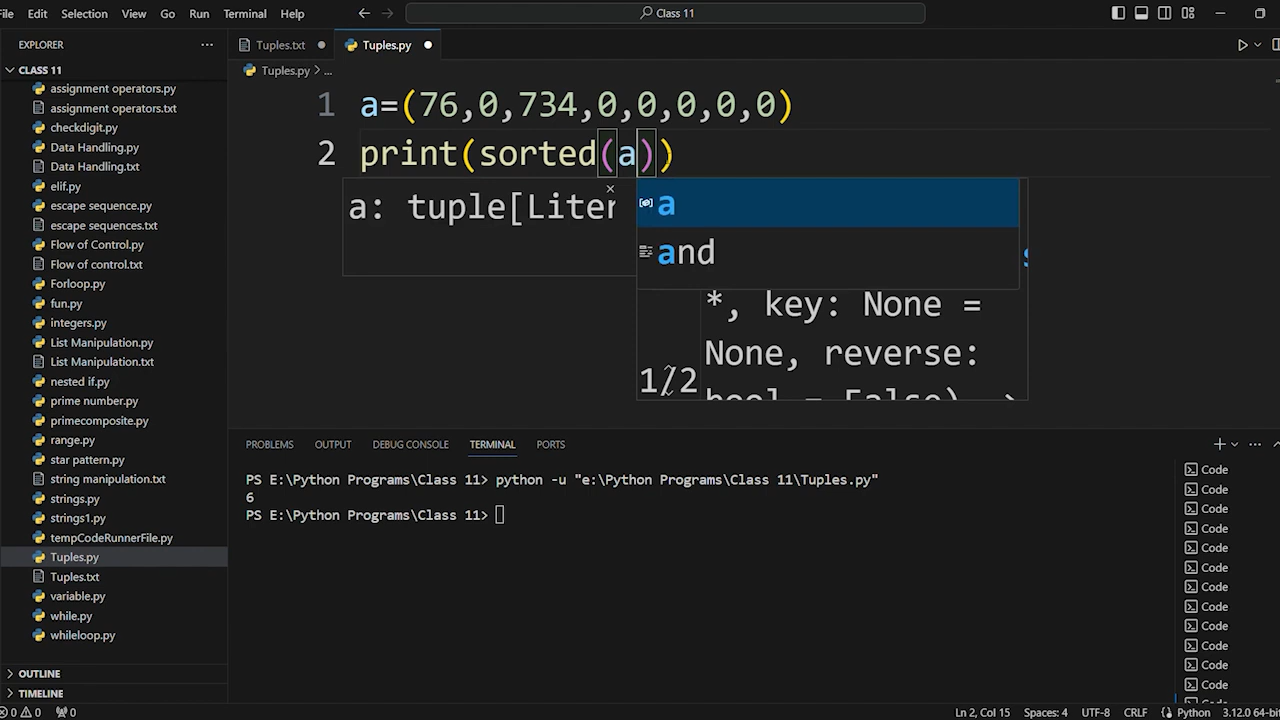 File Edit Selection View Go Run Terminal Help
Class 11
EXPLORER
CLASS 11
assignment operators.py
assignment operators.txt
checkdigit.py
Data Handling.py
Data Handling.txt
elif.py
escape sequence.py
escape sequences.txt
Flow of Control.py
Flow of control.txt
Forloop.py
fun.py
integers.py
List Manipulation.py
List Manipulation.txt
nested if.py
prime number.py
primecomposite.py
range.py
star pattern.py
string manipulation.txt
strings.py
strings1.py
tempCodeRunnerFile.py
Tuples.py
Tuples.txt
variable.py
while.py
whileloop.py
OUTLINE
TIMELINE
Tuples.txt
Tuples.py
Tuples.py > ...
1 a=(76,0,734,0,0,0,0,0)
2 print(sorted(a))
a: tuple[Liter
a
and
*, key: None =
None, reverse:
bool = False) ->
1/2
PROBLEMS OUTPUT DEBUG CONSOLE TERMINAL PORTS
PS E:\Python Programs\Class 11> python -u "e:\Python Programs\Class 11\Tuples.py"
6
PS E:\Python Programs\Class 11>
Code
Code
Code
Code
Code
Code
Code
Code
Code
Code
Code
Code
0 0 0
Ln 2, Col 15 Spaces: 4 UTF-8 CRLF Python 3.12.0 64-bit